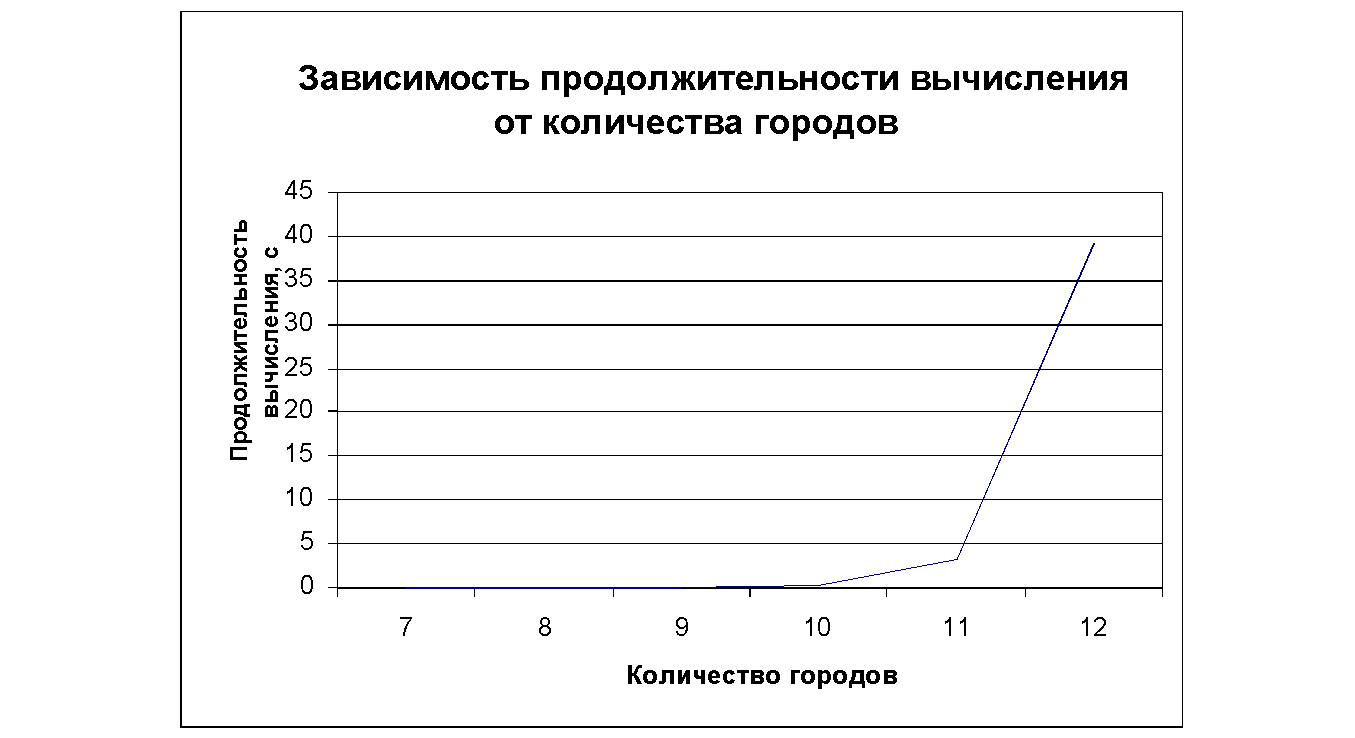 Зависимость продолжительности вычисления
от количества городов
Продолжительность
вычисления, с
45
40
35
30
25
20
15
10
5
0
7 8 9 10 11 12
Количество городов